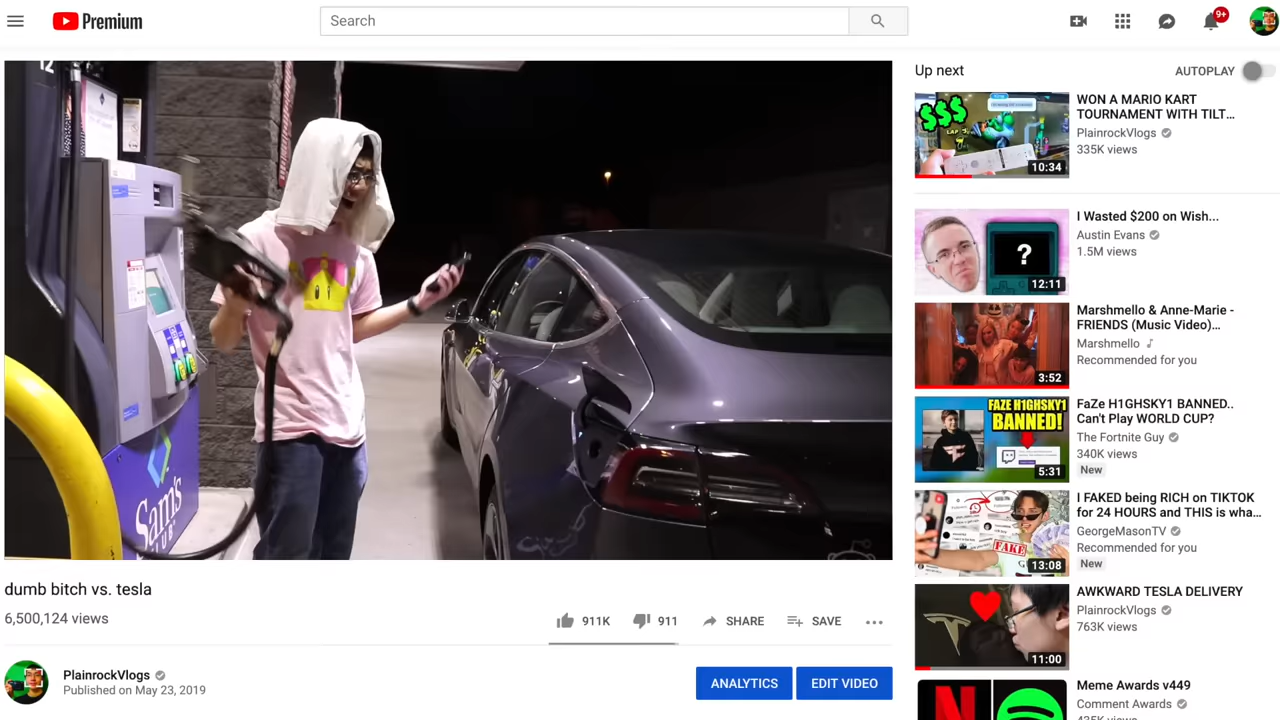 Premium
Search
9+
12
Sam's
CLUB
dumb bitch vs. tesla
6,500,124 views
911K
911
SHARE
SAVE
PlainrockVlogs
Published on May 23, 2019
ANALYTICS
EDIT VIDEO
Up next
AUTOPLAY
$$$
LAP
10:34
WON A MARIO KART
TOURNAMENT WITH TILT…
PlainrockVlogs
335K views
?
12:11
I Wasted $200 on Wish...
Austin Evans
1.5M views
3:52
Marshmello & Anne-Marie -
FRIENDS (Music Video)…
Marshmello
Recommended for you
FAZE H1GHSKY1
BANNED!
5:31
FaZe H1GHSKY1 BANNED..
Can't Play WORLD CUP?
The Fortnite Guy
340K views
New
FAKE
13:08
I FAKED being RICH on TIKTOK
for 24 HOURS and THIS is wha…
GeorgeMasonTV
Recommended for you
New
11:00
AWKWARD TESLA DELIVERY
PlainrockVlogs
763K views
Meme Awards v449
Comment Awards
435K views